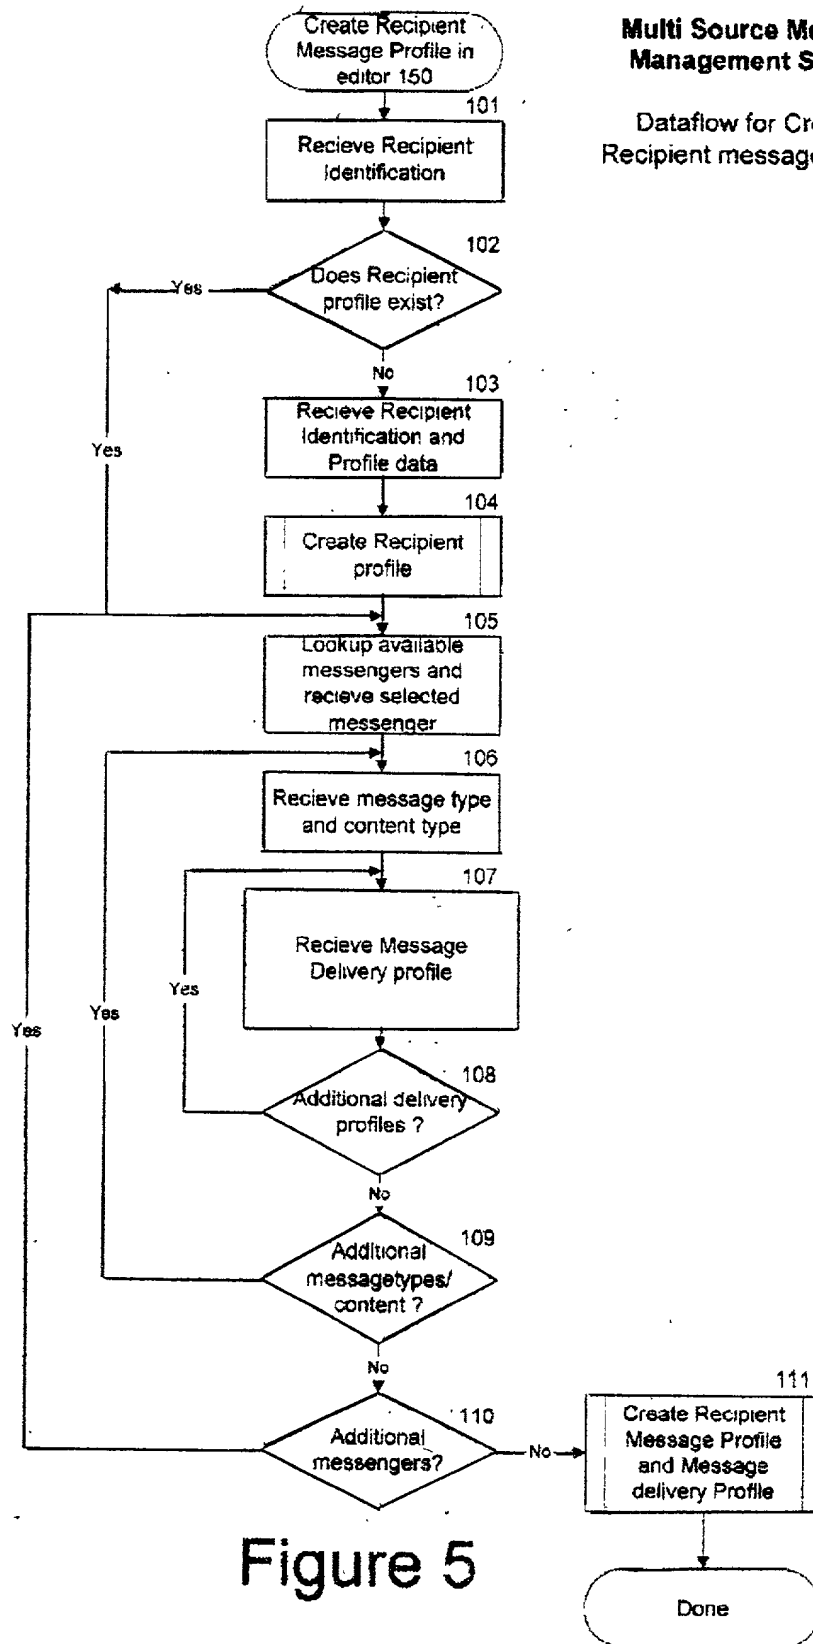 Create Recipient
Message Profile in
editor 150
Multi Source Me
Management S
Dataflow for Cre
Recipient message
101
Recieve Recipient
Identification
102
Does Recipient
profile exist?
Yes
No
103
Recieve Recipient
Identification and
Profile data
Yes
104
Create Recipient
profile
105
Lookup available
messengers and
recieve selected
messenger
106
Recieve message type
and content type
107
Recieve Message
Delivery profile
Yes
Yes
Yes
108
Additional delivery
profiles ?
No
109
Additional
messagetypes/
content ?
No
110
Additional
messengers?
No
111
Create Recipient
Message Profile
and Message
delivery Profile
Figure 5
Done